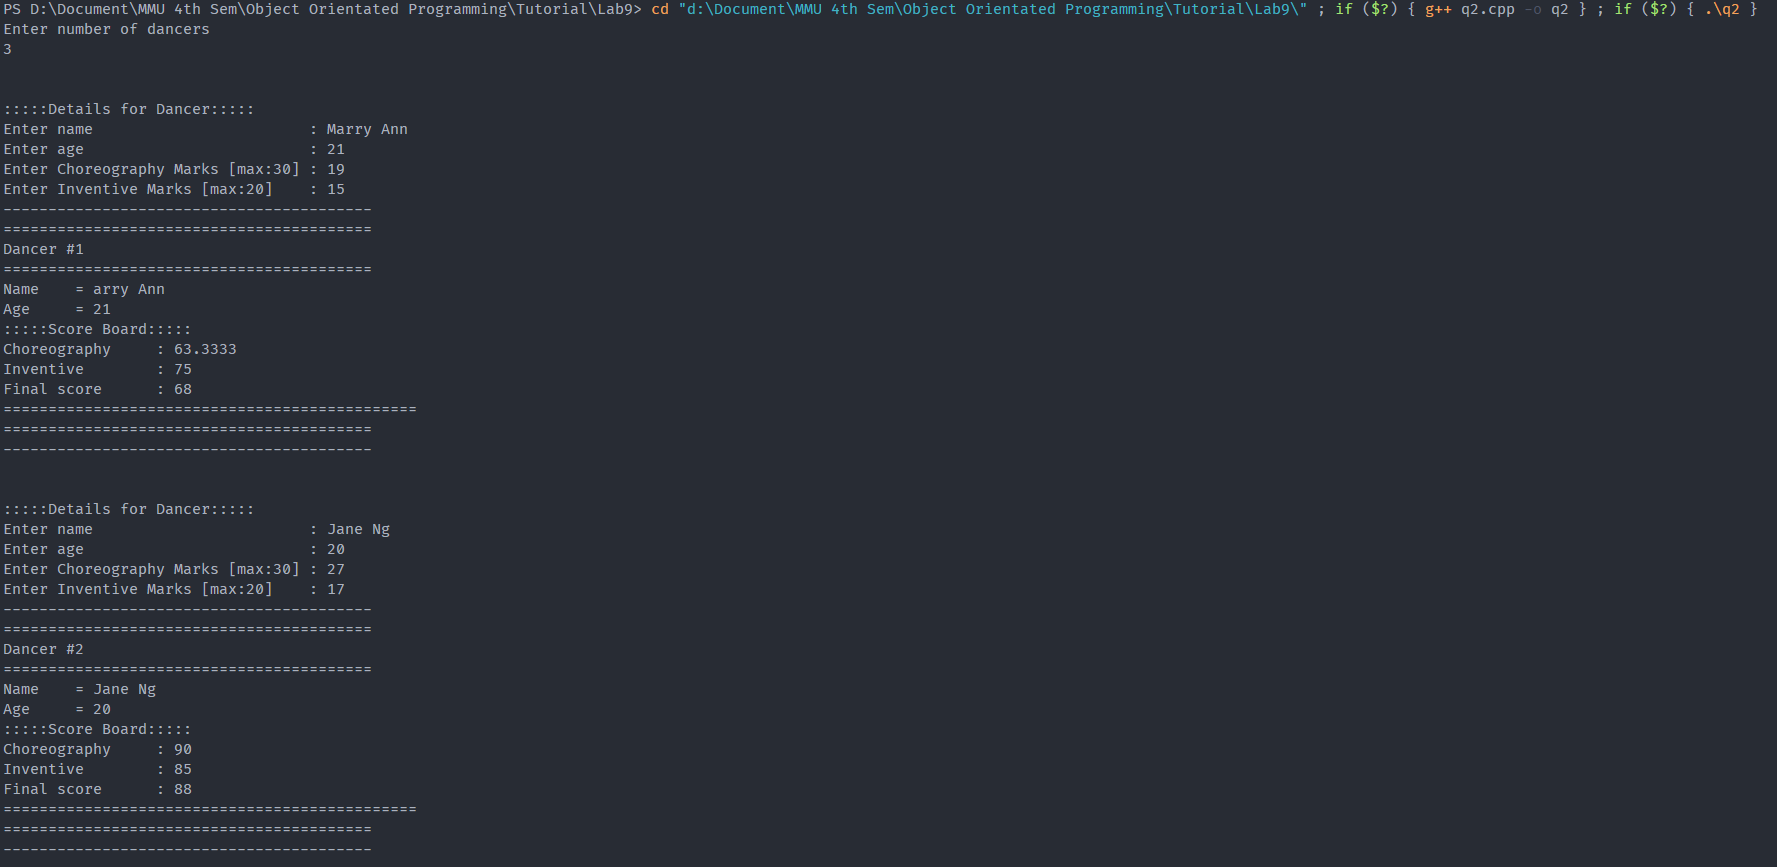 PS D:\Document\MMU 4th Sem\Object Orientated Programming\Tutorial\Lab9> cd "d:\Document\MMU 4th Sem\Object Orientated Programming\Tutorial\Lab9\" ; if ($?) { g++ q2.cpp -o q2 } ; if ($?) { .\q2 }
Enter number of dancers
3
:::::Details for Dancer:::::
Enter name                        : Marry Ann
Enter age                         : 21
Enter Choreography Marks [max:30] : 19
Enter Inventive Marks [max:20]    : 15
-----------------------------------------
=========================================
Dancer #1
=========================================
Name    = arry Ann
Age     = 21
:::::Score Board:::::
Choreography     : 63.3333
Inventive        : 75
Final score      : 68
==============================================
=========================================
-----------------------------------------
:::::Details for Dancer:::::
Enter name                        : Jane Ng
Enter age                         : 20
Enter Choreography Marks [max:30] : 27
Enter Inventive Marks [max:20]    : 17
-----------------------------------------
=========================================
Dancer #2
=========================================
Name    = Jane Ng
Age     = 20
:::::Score Board:::::
Choreography     : 90
Inventive        : 85
Final score      : 88
==============================================
=========================================
-----------------------------------------